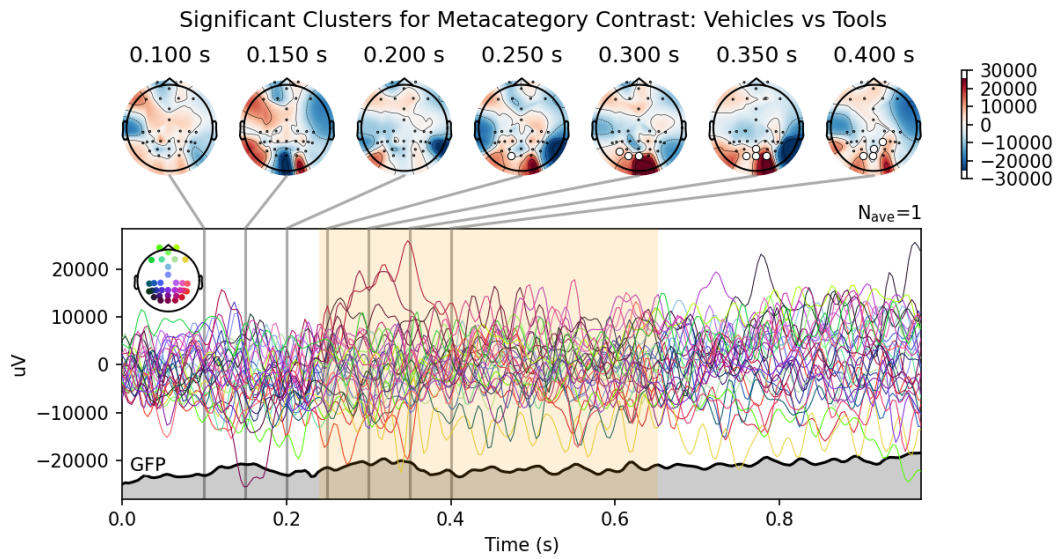 Significant Clusters for Metacategory Contrast: Vehicles vs Tools
0.100 s 0.150 s 0.200 s 0.250 s 0.300 s 0.350 s 0.400 s
30000
20000
10000
0
−10000
−20000
−30000
Nave=1
20000
10000
0
−10000
−20000
uV
GFP
0.0 0.2 0.4 0.6 0.8
Time (s)